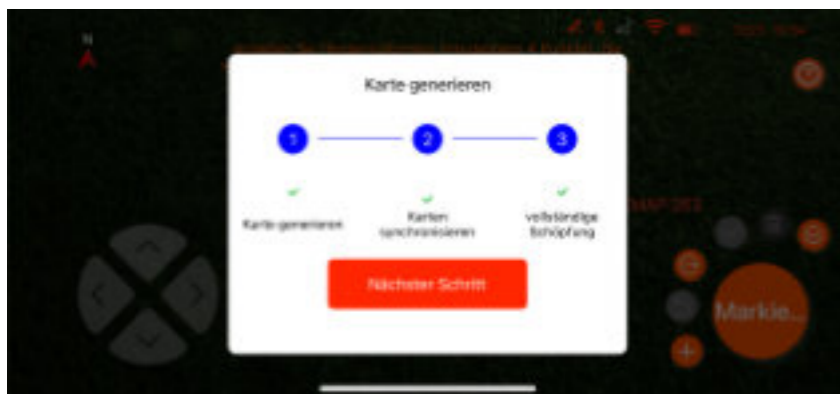 N
Karte generieren
1
2
3
Karte generieren
Karten
synchronisieren
vollständige
Schöpfung
Nächster Schritt
Markie...